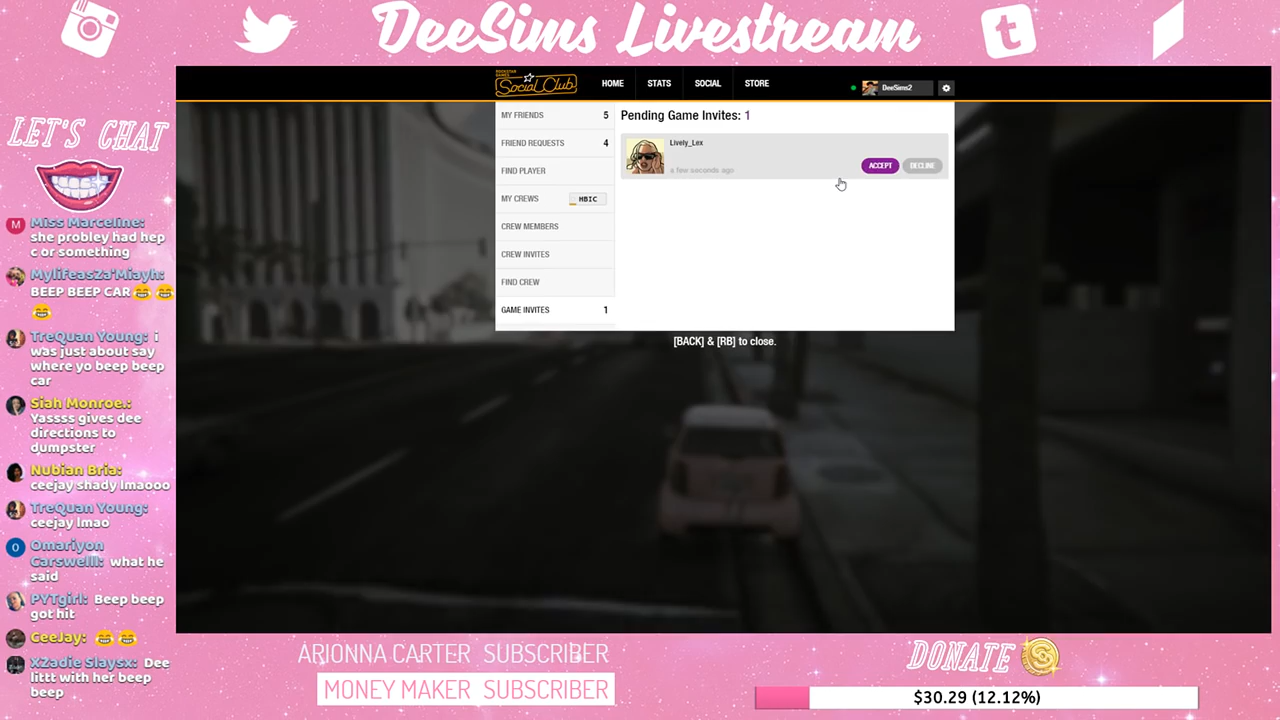 DeeSims Livestream
LET'S CHAT
Miss Marceline:
she probley had hep
c or something
MylifeasZa'Miayh:
BEEP BEEP CAR 😂 😂
😂
TreQuan Young: i
was just about say
where yo beep beep
car
Siah Monroe.:
Yassss gives dee
directions to
dumpster
Nubian Bria:
ceejay shady lmaooo
TreQuan Young:
ceejay lmao
Omariyon
Carswelll: what he
said
PYTgirl: Beep beep
got hit
CeeJay: 😂 😂
XZadie Slaysx: Dee
littt with her beep
beep
ROCKSTAR
GAMES
Social Club
HOME STATS SOCIAL STORE
DeeSims2
MY FRIENDS 5
FRIEND REQUESTS 4
FIND PLAYER
MY CREWS HBIC
CREW MEMBERS
CREW INVITES
FIND CREW
GAME INVITES 1
Pending Game Invites: 1
Lively_Lex
a few seconds ago
ACCEPT DECLINE
[BACK] & [RB] to close.
ARIONNA CARTER SUBSCRIBER
MONEY MAKER SUBSCRIBER
DONATE
$30.29 (12.12%)